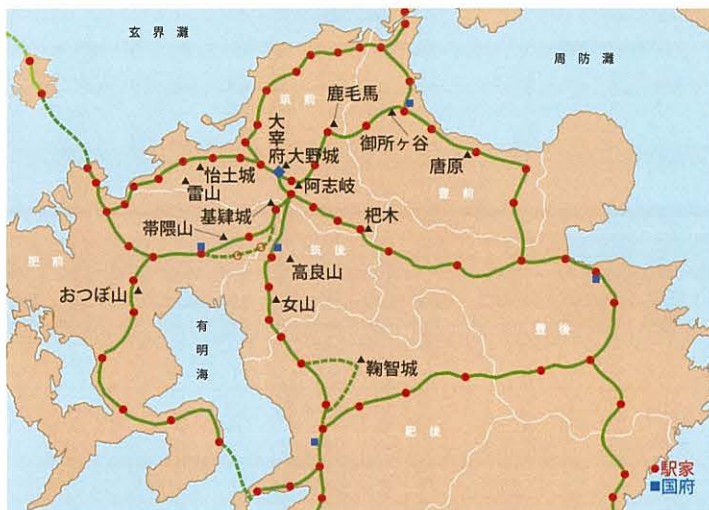 玄界灘
周防灘
筑前
鹿毛馬
大宰府
大野城
御所ヶ谷
唐原
怡土城
阿志岐
雷山
豊前
基肄城
杷木
帯隈山
肥前
筑後
高良山
おつぼ山
女山
豊後
有明海
鞠智城
肥後
駅家
国府